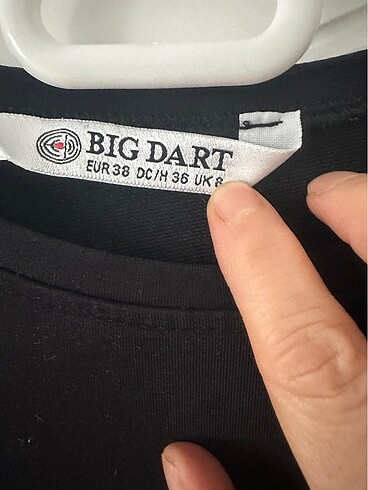 BIG DART
EUR 38 DC/H 36 UK 8